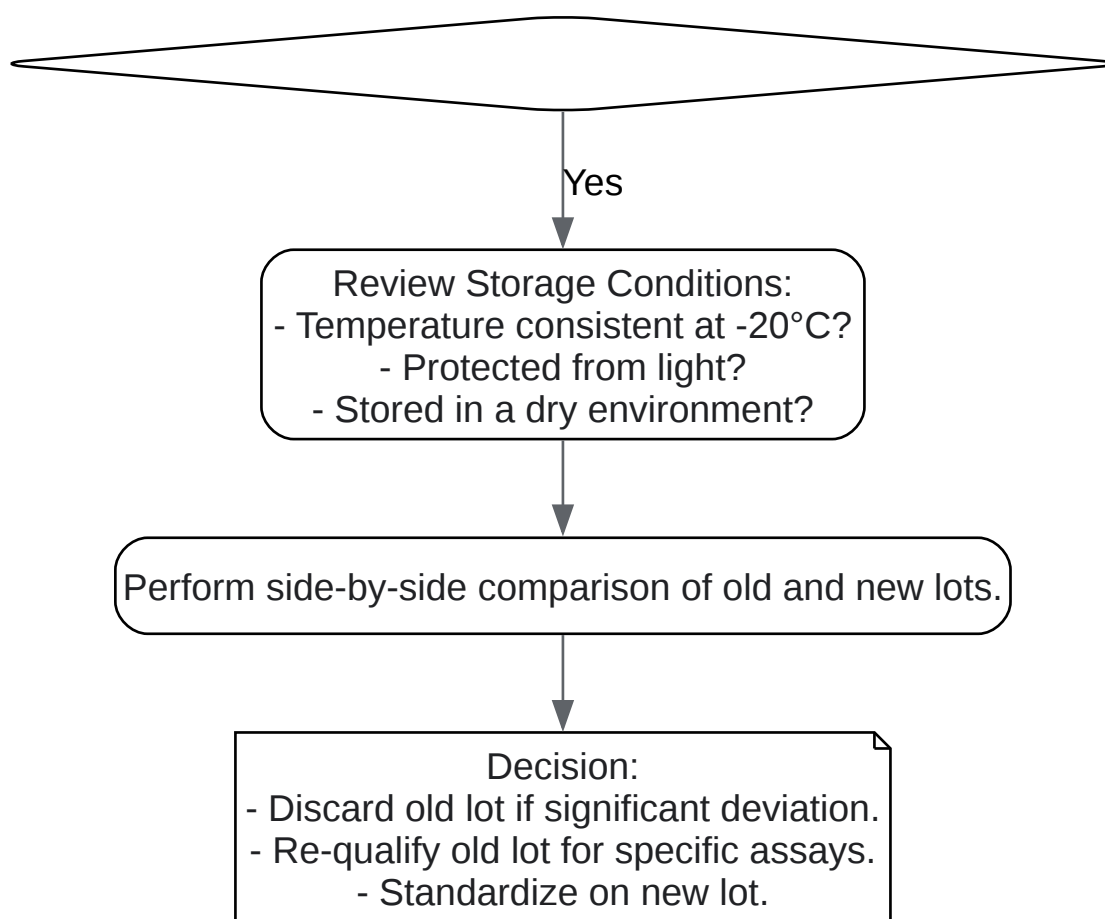 Yes
Review Storage Conditions:
- Temperature consistent at -20°C?
- Protected from light?
- Stored in a dry environment?
Perform side-by-side comparison of old and new lots.
Decision:
- Discard old lot if significant deviation.
- Re-qualify old lot for specific assays.
- Standardize on new lot.